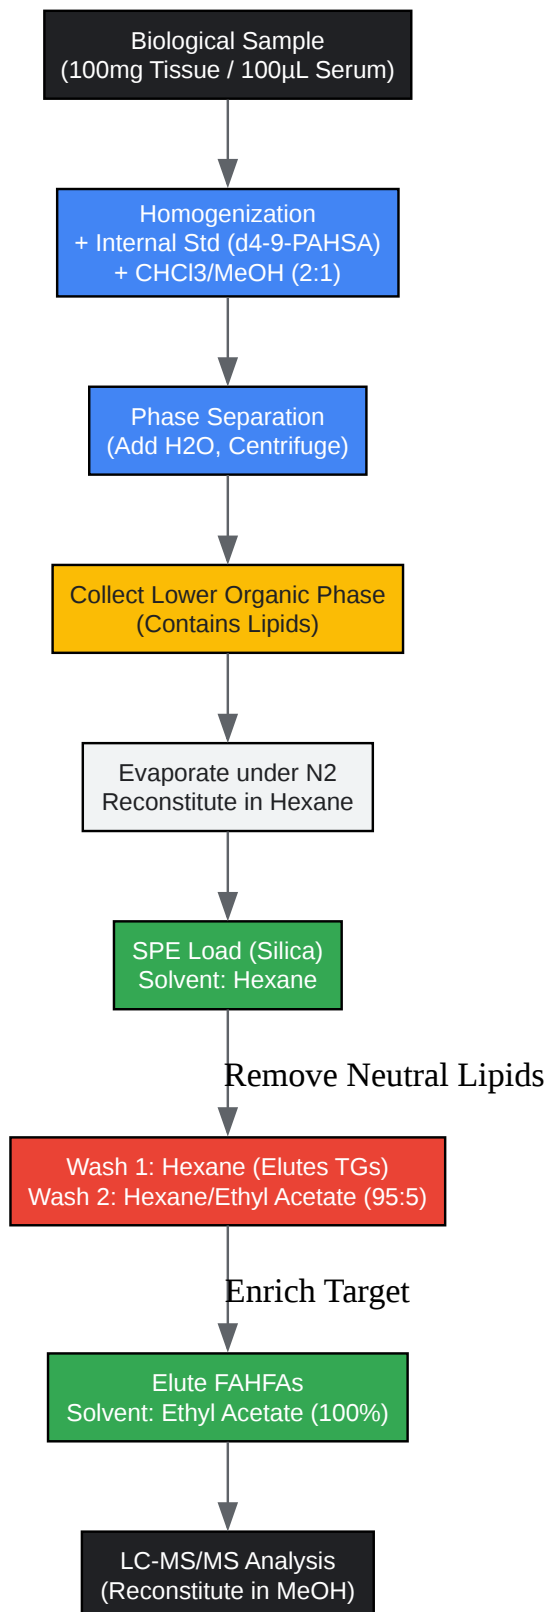 Biological Sample
(100mg Tissue / 100µL Serum)
Homogenization
+ Internal Std (d4-9-PAHSA)
+ CHCl3/MeOH (2:1)
Phase Separation
(Add H2O, Centrifuge)
Collect Lower Organic Phase
(Contains Lipids)
Evaporate under N2
Reconstitute in Hexane
SPE Load (Silica)
Solvent: Hexane
Remove Neutral Lipids
Wash 1: Hexane (Elutes TGs)
Wash 2: Hexane/Ethyl Acetate (95:5)
Enrich Target
Elute FAHFAs
Solvent: Ethyl Acetate (100%)
LC-MS/MS Analysis
(Reconstitute in MeOH)